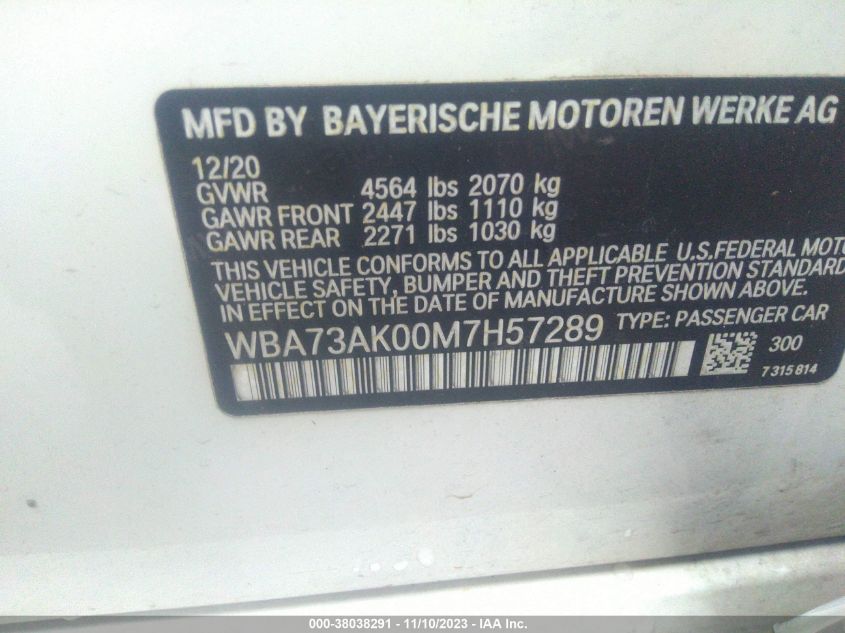 MFD BY BAYERISCHE MOTOREN WERKE AG
12/20
GVWR 4564 lbs 2070 kg
GAWR FRONT 2447 lbs 1110 kg
GAWR REAR 2271 lbs 1030 kg
THIS VEHICLE CONFORMS TO ALL APPLICABLE U.S.FEDERAL MOTO
VEHICLE SAFETY, BUMPER AND THEFT PREVENTION STANDARD
IN EFFECT ON THE DATE OF MANUFACTURE SHOWN ABOVE.
WBA73AK00M7H57289 TYPE: PASSENGER CAR
300
7315814
000-38038291 - 11/10/2023 - IAA Inc.